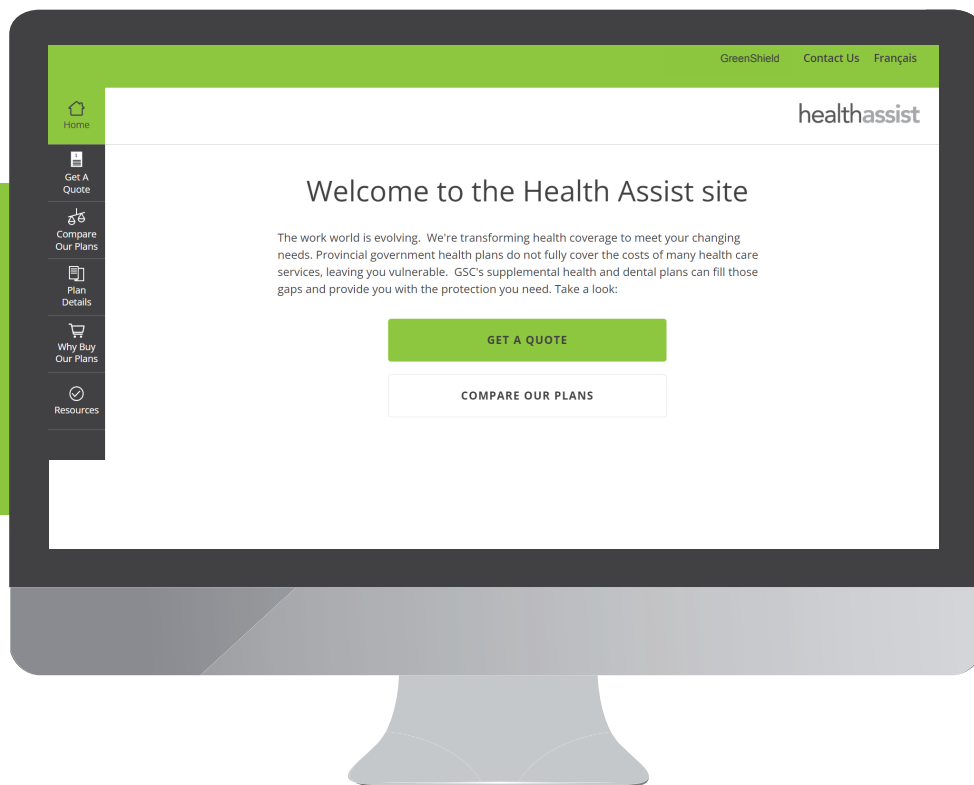 GreenShield Contact Us Français
healthassist
Home
Get A
Quote
Compare
Our Plans
Plan
Details
Why Buy
Our Plans
Resources
Welcome to the Health Assist site
The work world is evolving.  We're transforming health coverage to meet your changing
needs. Provincial government health plans do not fully cover the costs of many health care
services, leaving you vulnerable.  GSC's supplemental health and dental plans can fill those
gaps and provide you with the protection you need. Take a look:
GET A QUOTE
COMPARE OUR PLANS